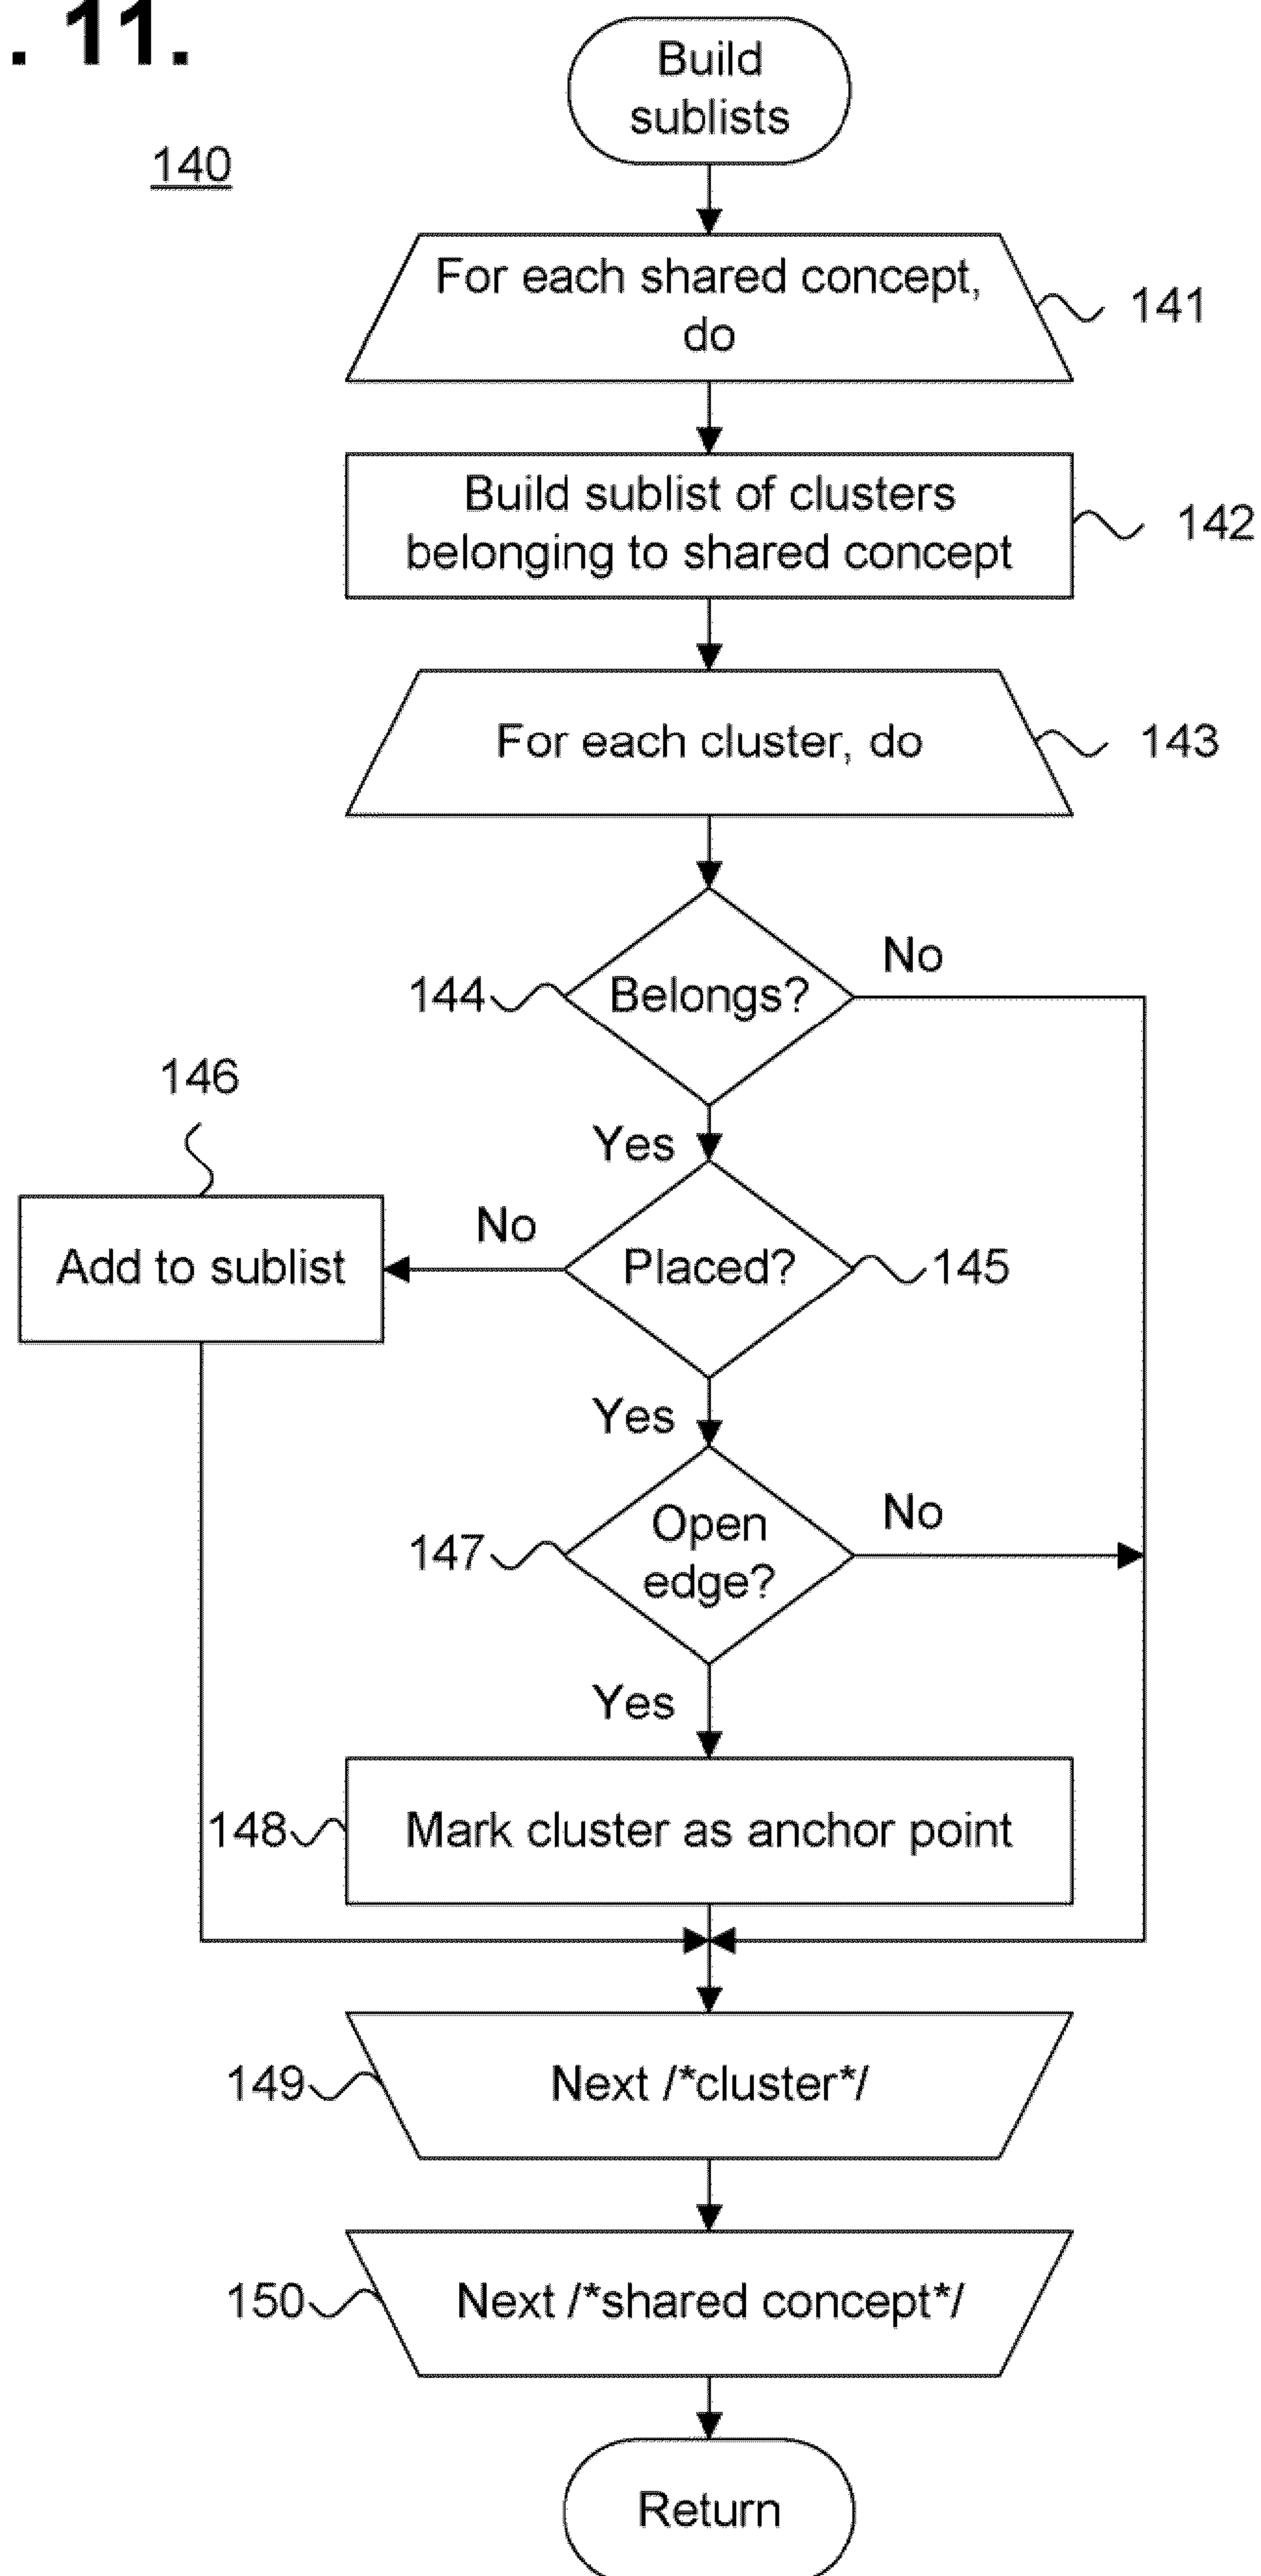 . 11.
140
Build
sublists
For each shared concept,
do
141
Build sublist of clusters
belonging to shared concept
142
For each cluster, do
143
144
Belongs?
No
Yes
146
Add to sublist
No
Placed?
145
Yes
147
Open
edge?
No
Yes
148
Mark cluster as anchor point
149
Next /*cluster*/
150
Next /*shared concept*/
Return